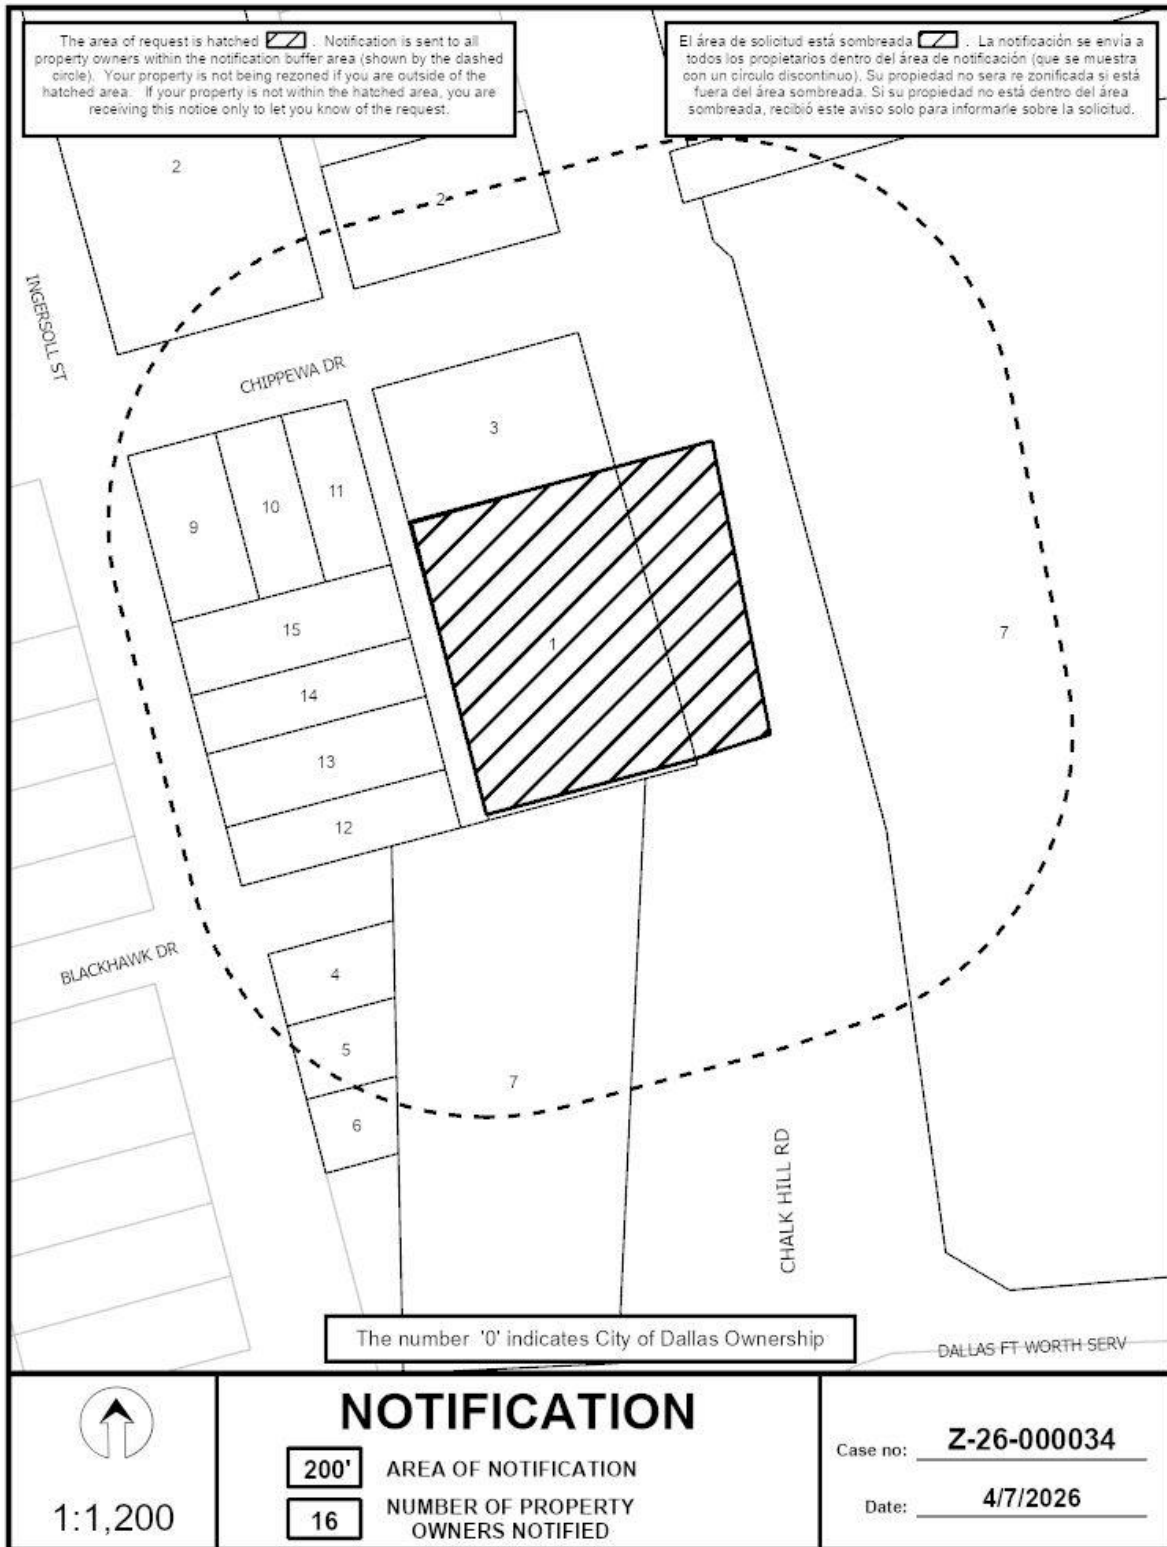 The area of request is hatched . Notification is sent to all
property owners within the notification buffer area (shown by the dashed
circle). Your property is not being rezoned if you are outside of the
hatched area. If your property is not within the hatched area, you are
receiving this notice only to let you know of the request.
El área de solicitud está sombreada . La notificación se envía a
todos los propietarios dentro del área de notificación (que se muestra
con un círculo discontinuo). Su propiedad no sera re zonificada si está
fuera del área sombreada. Si su propiedad no está dentro del área
sombreada, recibió este aviso solo para informarle sobre la solicitud.
2
2
INGERSOLL ST
CHIPPEWA DR
3
11
10
9
15
1
7
14
13
12
BLACKHAWK DR
4
5
7
6
CHALK HILL RD
The number '0' indicates City of Dallas Ownership
DALLAS FT WORTH SERV
1:1,200
NOTIFICATION
200' AREA OF NOTIFICATION
16 NUMBER OF PROPERTY
OWNERS NOTIFIED
Case no: Z-26-000034
Date: 4/7/2026